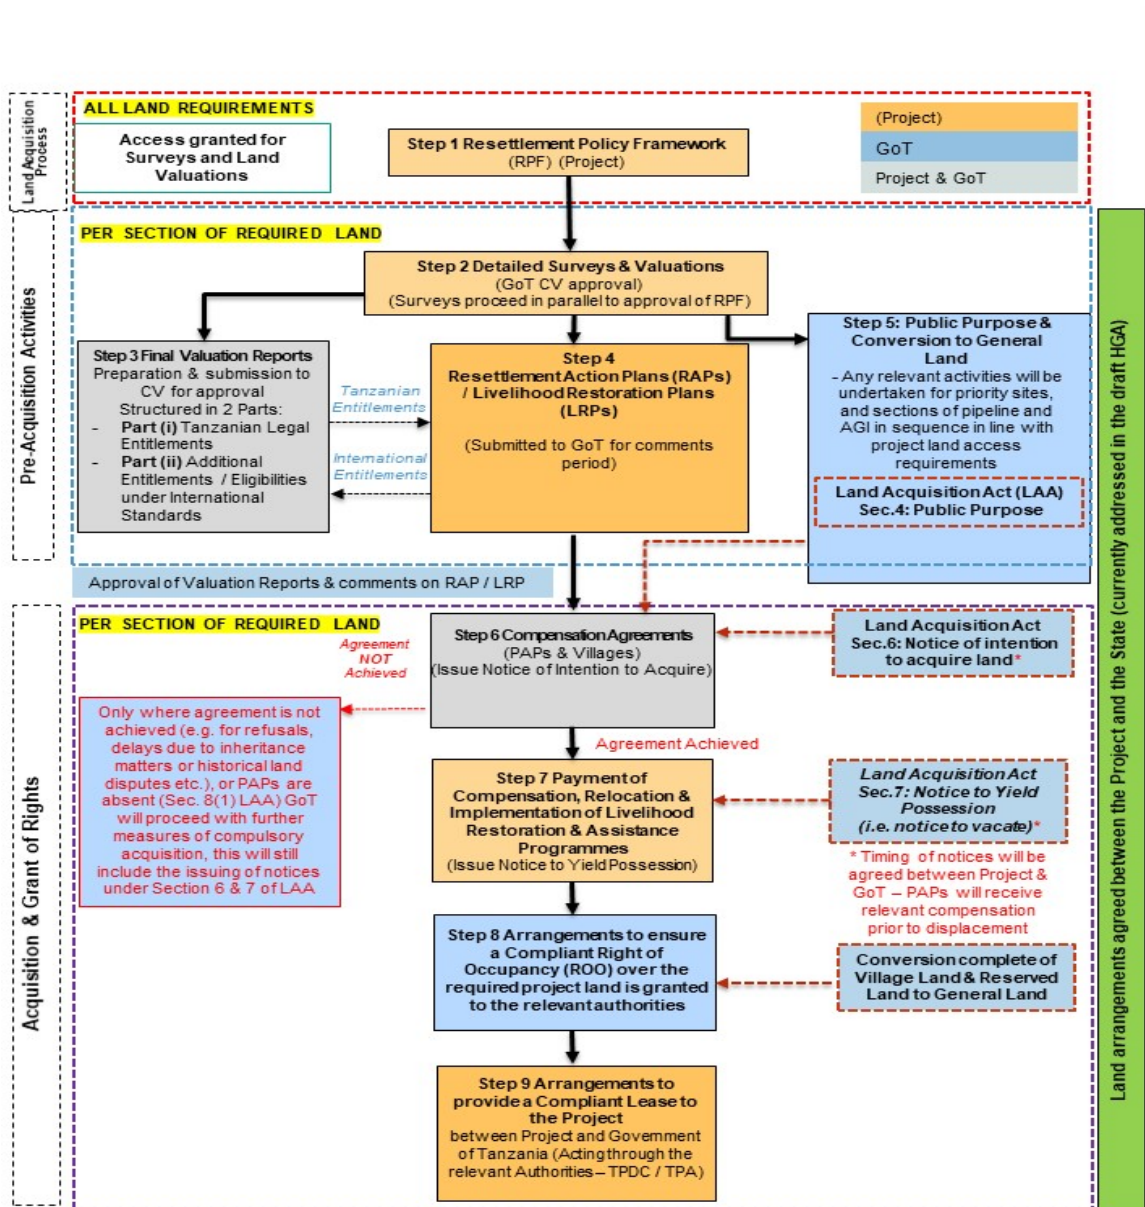 Land Acquisition
Process
ALL LAND REQUIREMENTS
Access granted for
Surveys and Land
Valuations
Step 1 Resettlement Policy Framework
(RPF) (Project)
(Project)
GoT
Project & GoT
Pre-Acquisition Activities
PER SECTION OF REQUIRED LAND
Step 2 Detailed Surveys & Valuations
(GoT CV approval)
(Surveys proceed in parallel to approval of RPF)
Step 3 Final Valuation Reports
Preparation & submission to
CV for approval
Structured in 2 Parts:
- Part (i) Tanzanian Legal
Entitlements
- Part (ii) Additional
Entitlements / Eligibilities
under International
Standards
Tanzanian
Entitlements
International
Entitlements
Step 4
Resettlement Action Plans (RAPs)
/ Livelihood Restoration Plans
(LRPs)
(Submitted to GoT for comments
period)
Step 5: Public Purpose &
Conversion to General
Land
- Any relevant activities will be
undertaken for priority sites,
and sections of pipeline and
AGI in sequence in line with
project land access
requirements
Land Acquisition Act (LAA)
Sec.4: Public Purpose
Approval of Valuation Reports & comments on RAP / LRP
Acquisition & Grant of Rights
PER SECTION OF REQUIRED LAND
Agreement
NOT
Achieved
Step 6 Compensation Agreements
(PAPs & Villages)
(Issue Notice of Intention to Acquire)
Land Acquisition Act
Sec.6: Notice of intention
to acquire land*
Only where agreement is not
achieved (e.g. for refusals,
delays due to inheritance
matters or historical land
disputes etc.), or PAPs are
absent (Sec. 8(1) LAA) GoT
will proceed with further
measures of compulsory
acquisition, this will still
include the issuing of notices
under Section 6 & 7 of LAA
Agreement Achieved
Step 7 Payment of
Compensation, Relocation &
Implementation of Livelihood
Restoration & Assistance
Programmes
(Issue Notice to Yield Possession)
Land Acquisition Act
Sec.7: Notice to Yield
Possession
(i.e. notice to vacate)*
* Timing of notices will be
agreed between Project &
GoT – PAPs will receive
relevant compensation
prior to displacement
Step 8 Arrangements to ensure
a Compliant Right of
Occupancy (ROO) over the
required project land is granted
to the relevant authorities
Conversion complete of
Village Land & Reserved
Land to General Land
Step 9 Arrangements to
provide a Compliant Lease to
the Project
between Project and Government
of Tanzania (Acting through the
relevant Authorities – TPDC / TPA)
Land arrangements agreed between the Project and the State (currently addressed in the draft HGA)